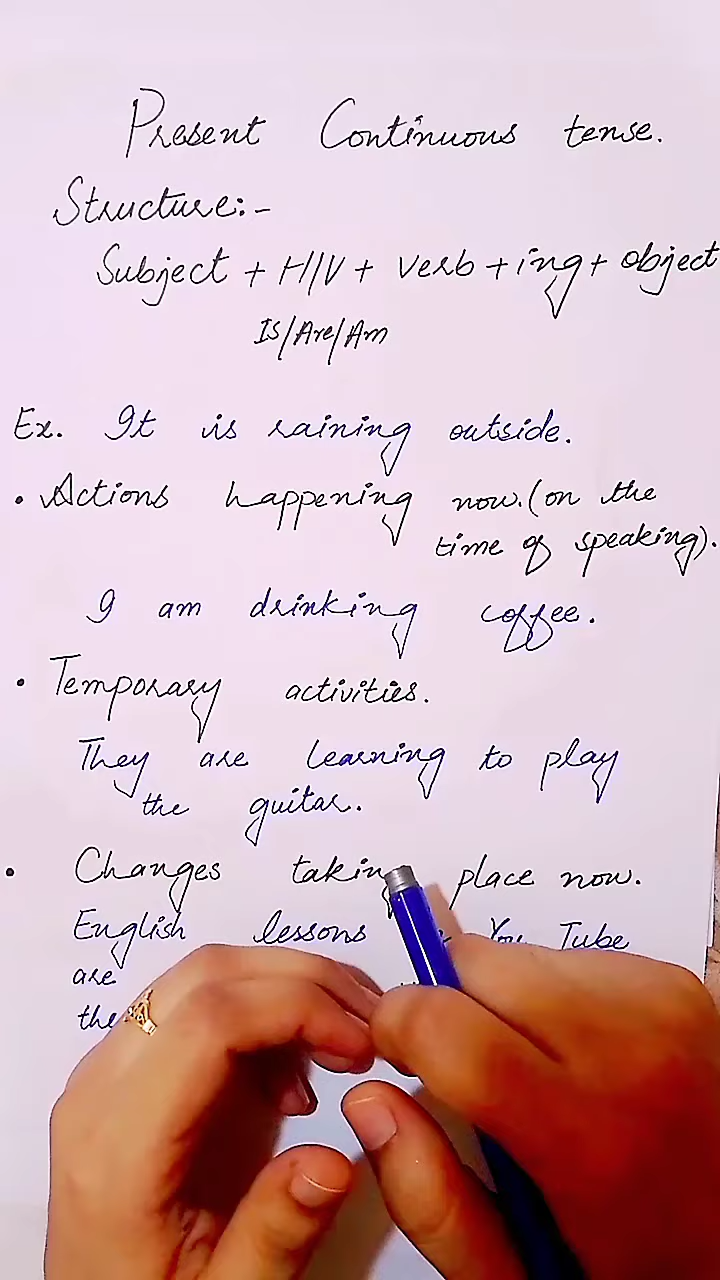 Present Continuous tense.
Structure:-
Subject + H/V + verb + ing + object
Is/Are/Am
Ex. It is raining outside.
• Actions happening now. (on the
time of speaking).
I am drinking coffee.
• Temporary activities.
They are learning to play
the guitar.
• Changes taking place now.
English lessons You Tube
are
the